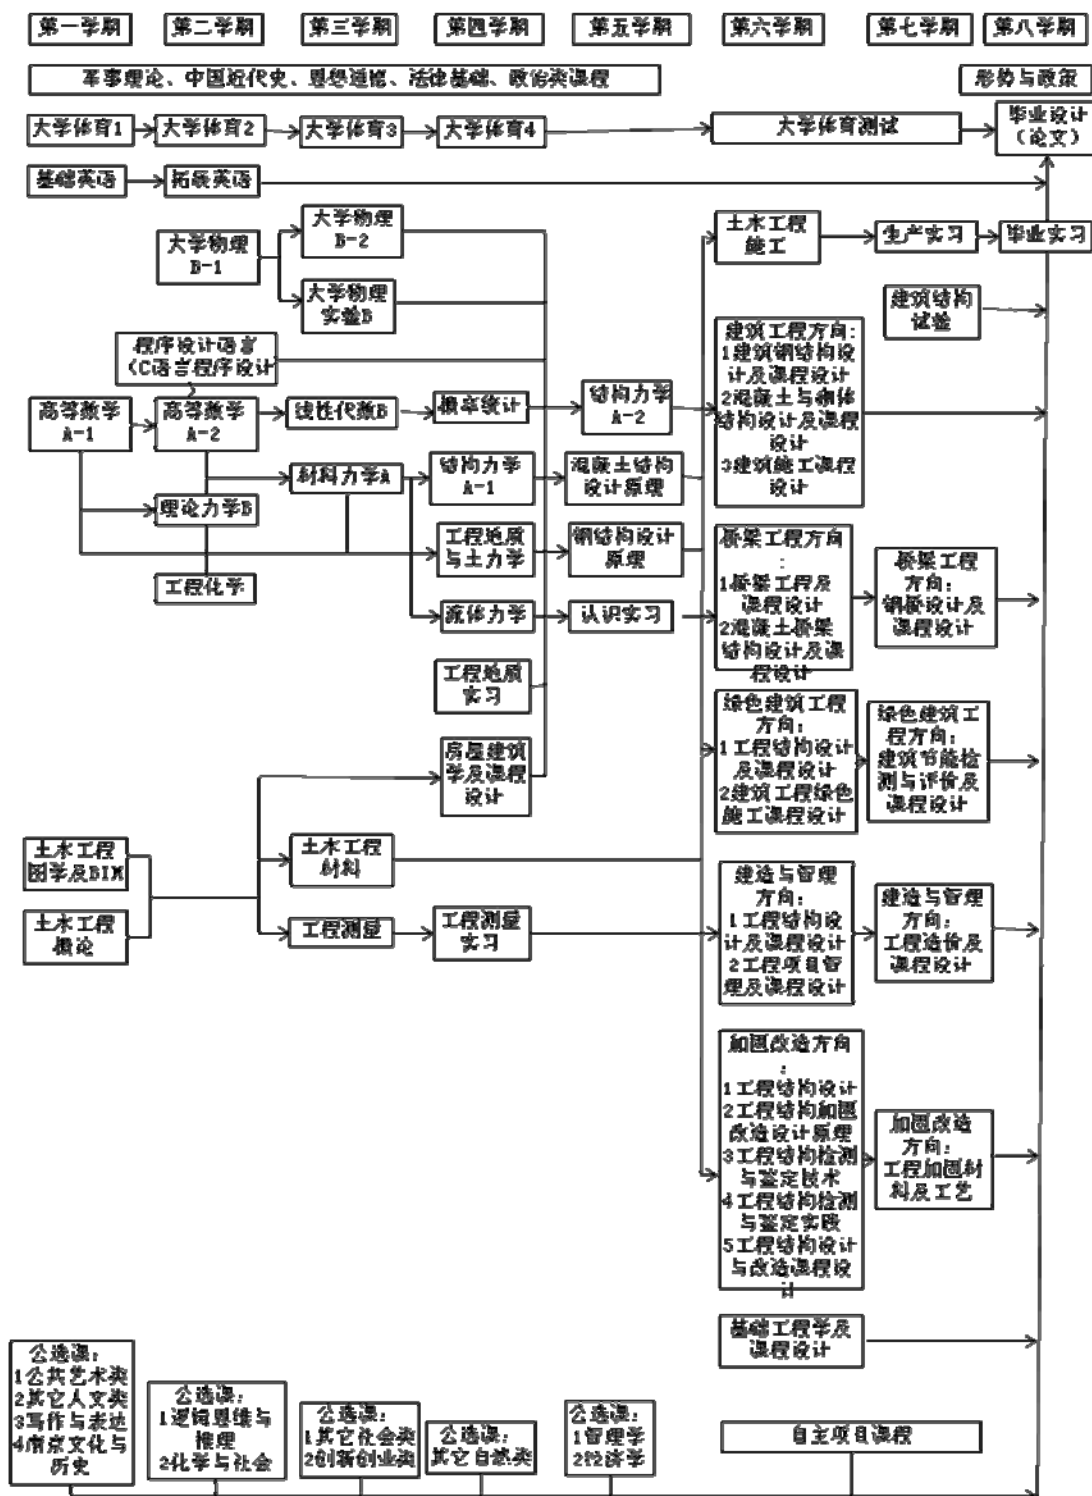 第一学期
第二学期
第三学期
第四学期
第五学期
第六学期
第七学期
第八学期
军事理论、中国近代史、思想道德、法律基础、政治类课程
形势与政策
大学体育1
大学体育2
大学体育3
大学体育4
大学体育测试
毕业设计
（论文）
基础英语
拓展英语
大学物理
B-1
大学物理
B-2
大学物理
实验B
土木工程
施工
生产实习
毕业实习
建筑结构
试验
程序设计语言
（C语言程序设计
高等数学
A-1
高等数学
A-2
线性代数B
概率统计
结构力学
A-2
建筑工程方向：
1建筑钢结构设
计及课程设计
2混凝土与砌体
结构设计及课程
设计
3建筑施工课程
设计
材料力学A
结构力学
A-1
混凝土结构
设计原理
理论力学B
工程地质
与土力学
钢结构设计
原理
工程化学
流体力学
认识实习
桥梁工程方向
：
1桥梁工程及
课程设计
2混凝土桥梁
结构设计及课
程设计
桥梁工程
方向：
钢桥设计及
课程设计
工程地质
实习
房屋建筑
学及课程
设计
绿色建筑工程
方向：
1工程结构设计
及课程设计
2建筑工程绿色
施工课程设计
绿色建筑工
程方向：
建筑节能检
测与评价及
课程设计
土木工程
图学及BIM
土木工程
概论
土木工程
材料
工程测量
工程测量
实习
建造与管理
方向：
1工程结构设
计及课程设计
2工程项目管
理及课程设计
建造与管理
方向：
工程造价及
课程设计
加固改造方向
：
1工程结构设计
2工程结构加固
改造设计原理
3工程结构检测
与鉴定技术
4工程结构检测
与鉴定实践
5工程结构设计
与改造课程设
计
加固改造
方向：
工程加固材
料及工艺
基础工程学及
课程设计
公选课：
1公共艺术类
2其它人文类
3写作与表达
4南京文化与
历史
公选课：
1逻辑思维与
推理
2化学与社会
公选课：
1其它社会类
2创新创业类
公选课：
其它自然类
公选课：
1管理学
2经济学
自主项目课程